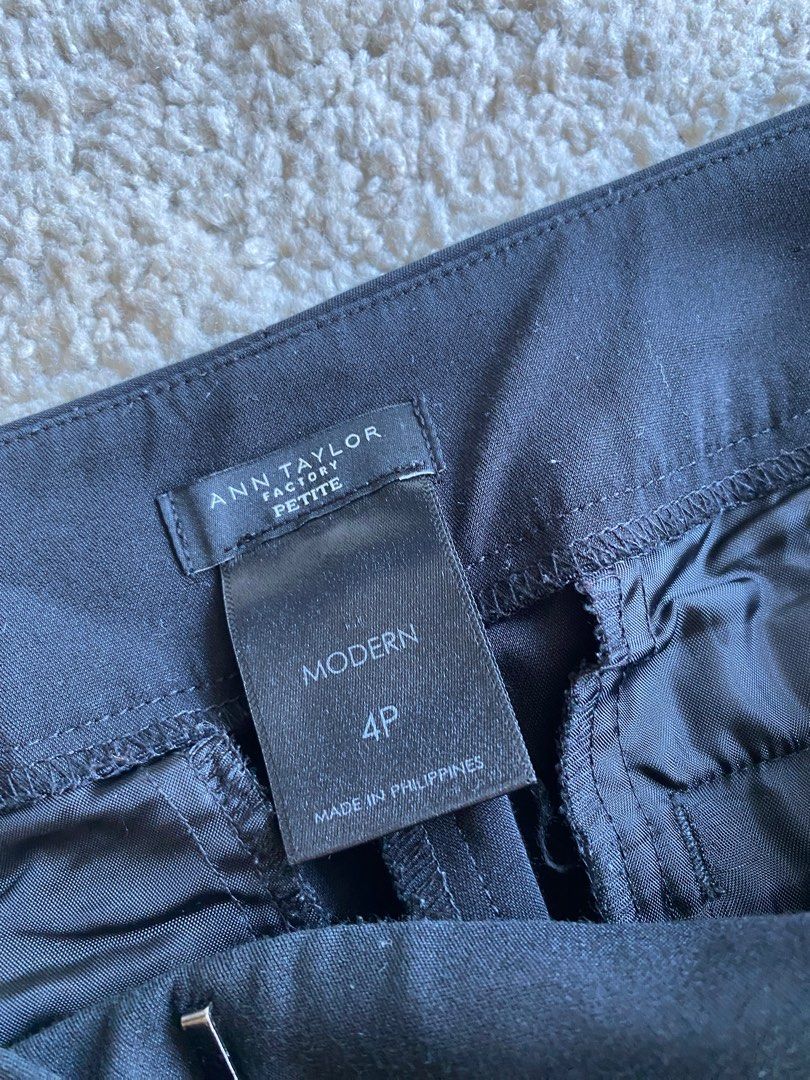 ANN TAYLOR
FACTORY
PETITE
MODERN
4P
MADE IN PHILIPPINES